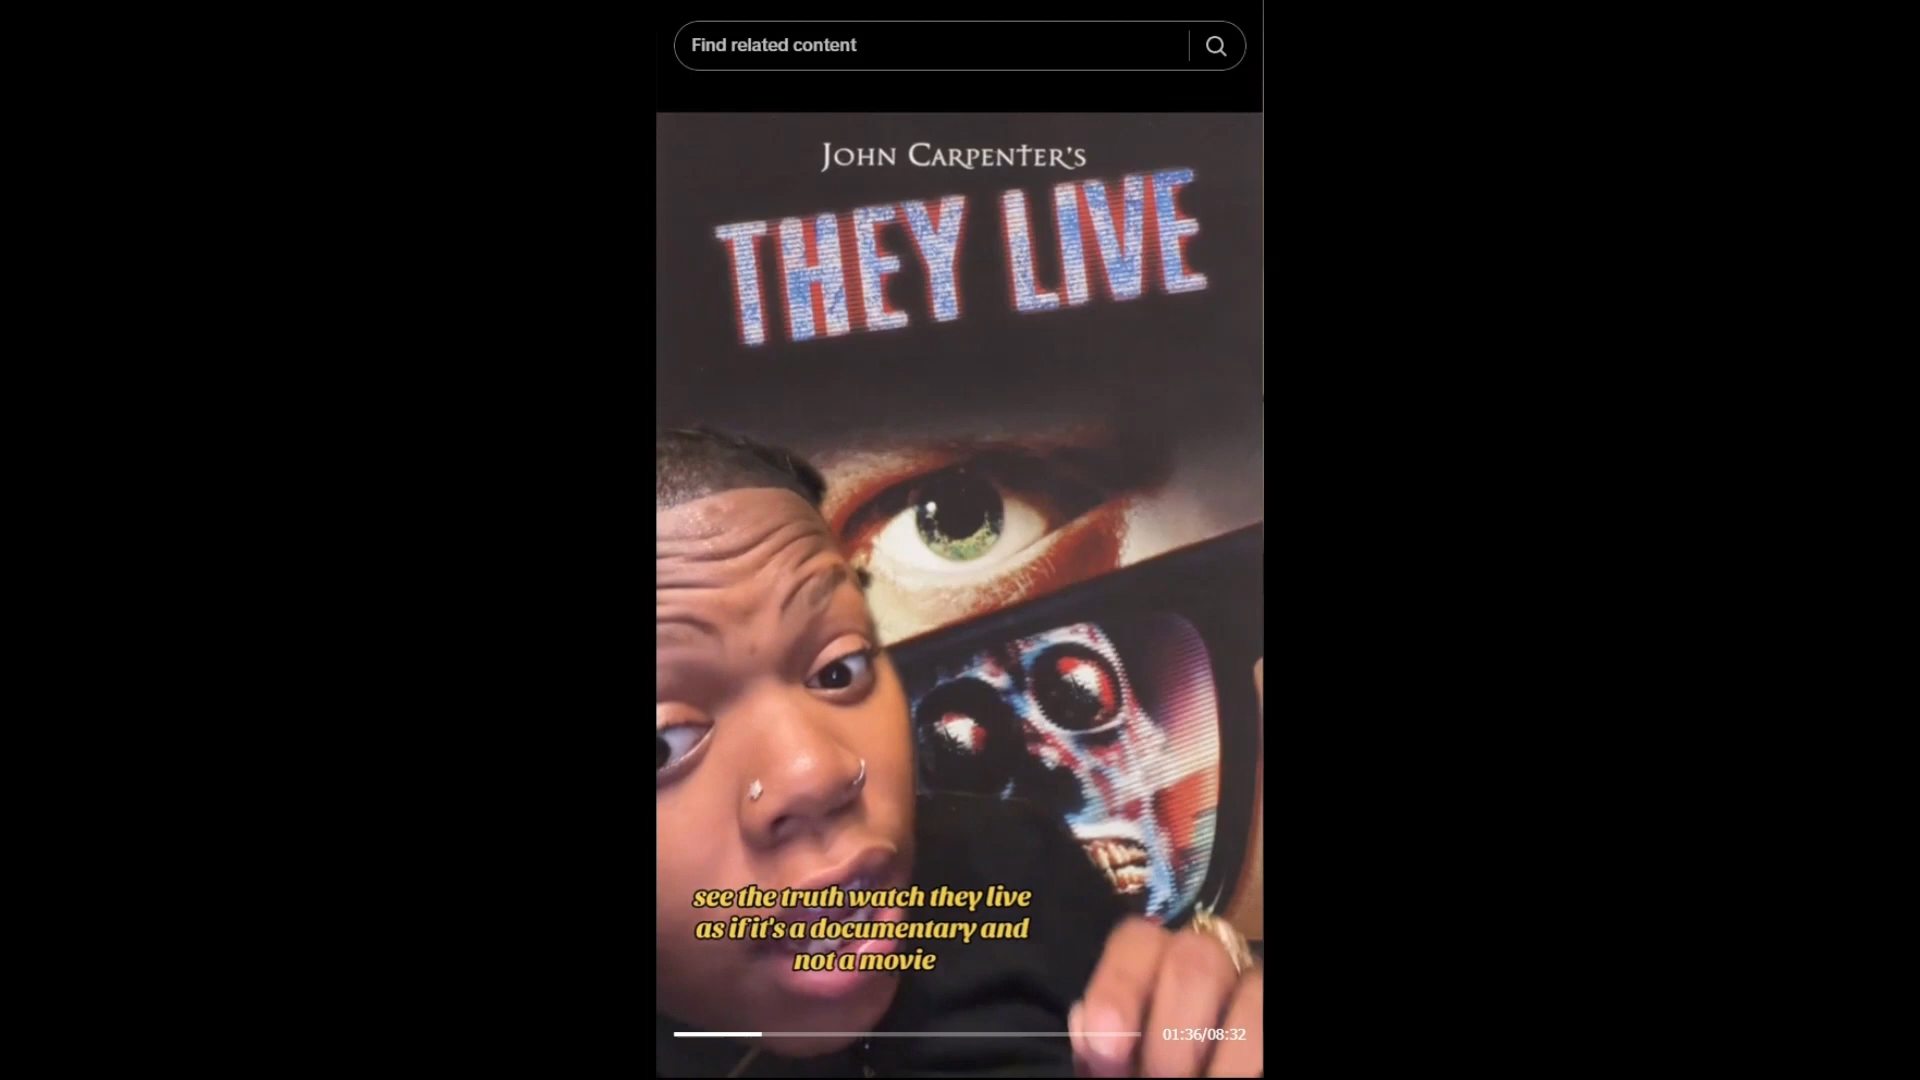 Find related content
JOHN CARPENTER'S
THEY LIVE
see the truth watch they live
as if it's a documentary and
not a movie
01:36/08:32